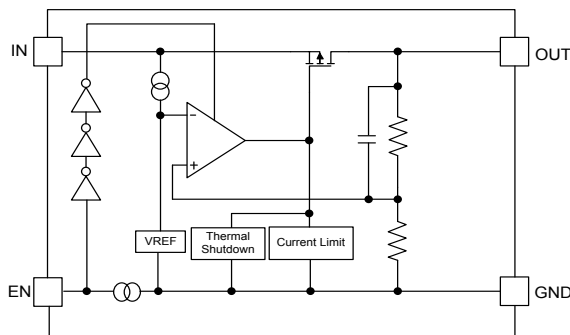 IN
OUT
−
+
VREF
Thermal
Shutdown
Current Limit
EN
GND